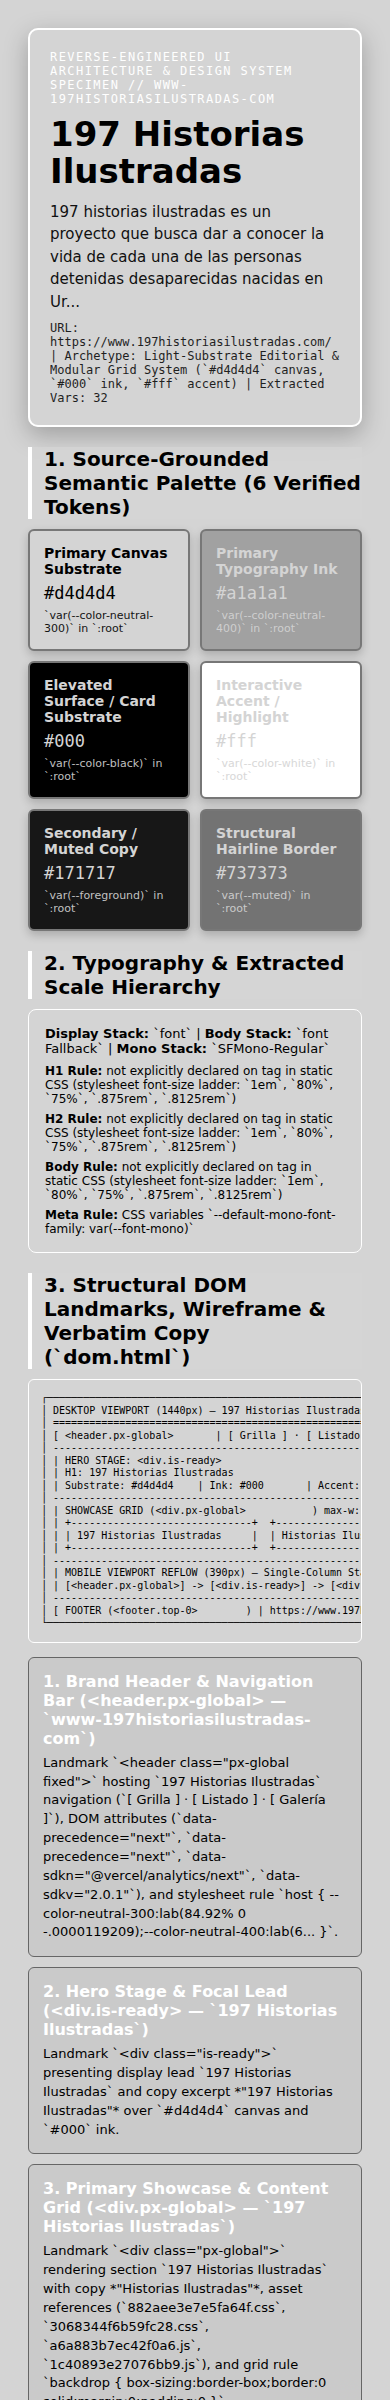 REVERSE-ENGINEERED UI
ARCHITECTURE & DESIGN SYSTEM
SPECIMEN // WWW-
197HISTORIASILUSTRADAS-COM
197 Historias
Ilustradas
197 historias ilustradas es un
proyecto que busca dar a conocer la
vida de cada una de las personas
detenidas desaparecidas nacidas en
Ur...
URL:
https://www.197historiasilustradas.com/
| Archetype: Light-Substrate Editorial &
Modular Grid System (`#d4d4d4` canvas,
`#000` ink, `#fff` accent) | Extracted
Vars: 32
1. Source-Grounded
Semantic Palette (6 Verified
Tokens)
Primary Canvas
Substrate
#d4d4d4
`var(--color-neutral-
300)` in `:root`
Primary
Typography Ink
#a1a1a1
`var(--color-neutral-
400)` in `:root`
Elevated
Surface / Card
Substrate
#000
`var(--color-black)` in
`:root`
Interactive
Accent /
Highlight
#fff
`var(--color-white)` in
`:root`
Secondary /
Muted Copy
#171717
`var(--foreground)` in
`:root`
Structural
Hairline Border
#737373
`var(--muted)` in
`:root`
2. Typography & Extracted
Scale Hierarchy
Display Stack: `font` | Body Stack: `font
Fallback` | Mono Stack: `SFMono-Regular`
H1 Rule: not explicitly declared on tag in static
CSS (stylesheet font-size ladder: `1em`, `80%`,
`75%`, `.875rem`, `.8125rem`)
H2 Rule: not explicitly declared on tag in static
CSS (stylesheet font-size ladder: `1em`, `80%`,
`75%`, `.875rem`, `.8125rem`)
Body Rule: not explicitly declared on tag in
static CSS (stylesheet font-size ladder: `1em`,
`80%`, `75%`, `.875rem`, `.8125rem`)
Meta Rule: CSS variables `--default-mono-font-
family: var(--font-mono)`
3. Structural DOM
Landmarks, Wireframe &
Verbatim Copy
(`dom.html`)
DESKTOP VIEWPORT (1440px) — 197 Historias Ilustrada
[ <header.px-global> | [ Grilla ] · [ Listado
| HERO STAGE: <div.is-ready>
| H1: 197 Historias Ilustradas
| Substrate: #d4d4d4 | Ink: #000 | Accent:
| SHOWCASE GRID (<div.px-global> ) max-w:
| +------------------------------+ +--------------
| | 197 Historias Ilustradas | | Historias Ilu
| +------------------------------+ +--------------
| MOBILE VIEWPORT REFLOW (390px) — Single-Column St
| [<header.px-global>] -> [<div.is-ready>] -> [<div
[ FOOTER (<footer.top-0> ) | https://www.197
1. Brand Header & Navigation
Bar (<header.px-global> —
`www-197historiasilustradas-
com`)
Landmark `<header class="px-global
fixed">` hosting `197 Historias Ilustradas`
navigation (`[ Grilla ] · [ Listado ] · [ Galería
]`), DOM attributes (`data-
precedence="next"`, `data-
precedence="next"`, `data-
sdkn="@vercel/analytics/next"`, `data-
sdkv="2.0.1"`), and stylesheet rule `host { --
color-neutral-300:lab(84.92% 0
-.0000119209);--color-neutral-400:lab(6... }`.
2. Hero Stage & Focal Lead
(<div.is-ready> — `197 Historias
Ilustradas`)
Landmark `<div class="is-ready">`
presenting display lead `197 Historias
Ilustradas` and copy excerpt *"197 Historias
Ilustradas"* over `#d4d4d4` canvas and
`#000` ink.
3. Primary Showcase & Content
Grid (<div.px-global> — `197
Historias Ilustradas`)
Landmark `<div class="px-global">`
rendering section `197 Historias Ilustradas`
with copy *"Historias Ilustradas"*, asset
references (`882aee3e7e5fa64f.css`,
`3068344f6b59fc28.css`,
`a6a883b7ec42f0a6.js`,
`1c40893e27076bb9.js`), and grid rule
`backdrop { box-sizing:border-box;border:0